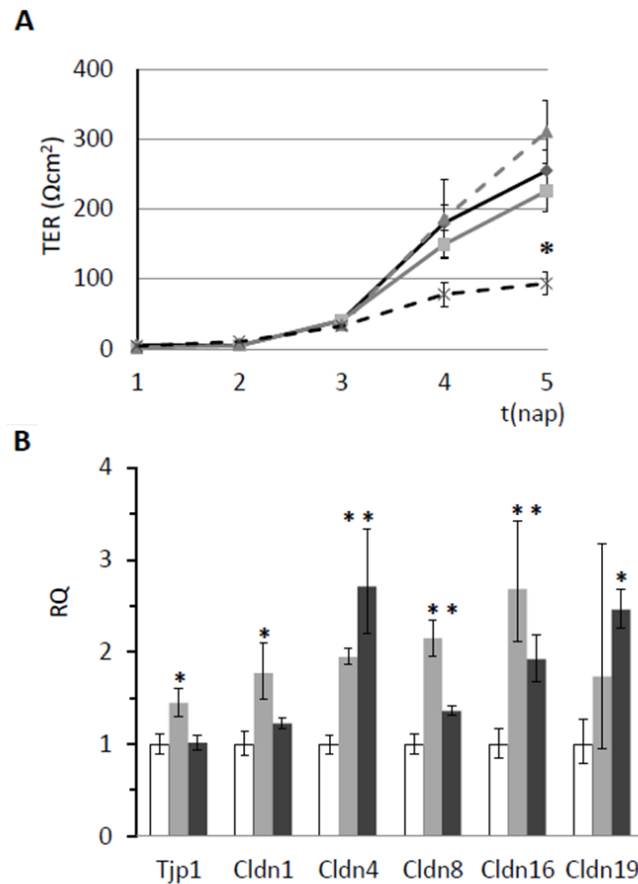 A
400
300
200
100
0
TER (Ωcm²)
*
1 2 3 4 5
t(nap)
B
4
3
2
1
0
RQ
* * * * * * * * *
Tjp1 Cldn1 Cldn4 Cldn8 Cldn16 Cldn19